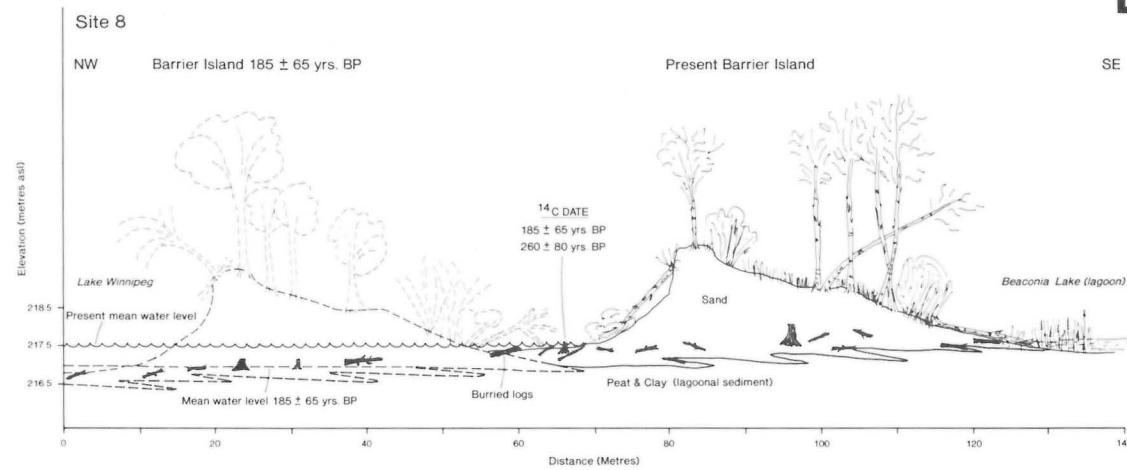 Site 8
NW Barrier Island 185 ± 65 yrs. BP Present Barrier Island SE
¹⁴C DATE
185 ± 65 yrs. BP
260 ± 80 yrs. BP
Elevation (metres asl)
Lake Winnipeg
Beaconia Lake (lagoon)
Sand
218·5
Present mean water level
217·5
216.5
Peat & Clay (lagoonal sediment)
Burried logs
Mean water level 185 ± 65 yrs. BP
0 20 40 60 80 100 120 14
Distance (Metres)